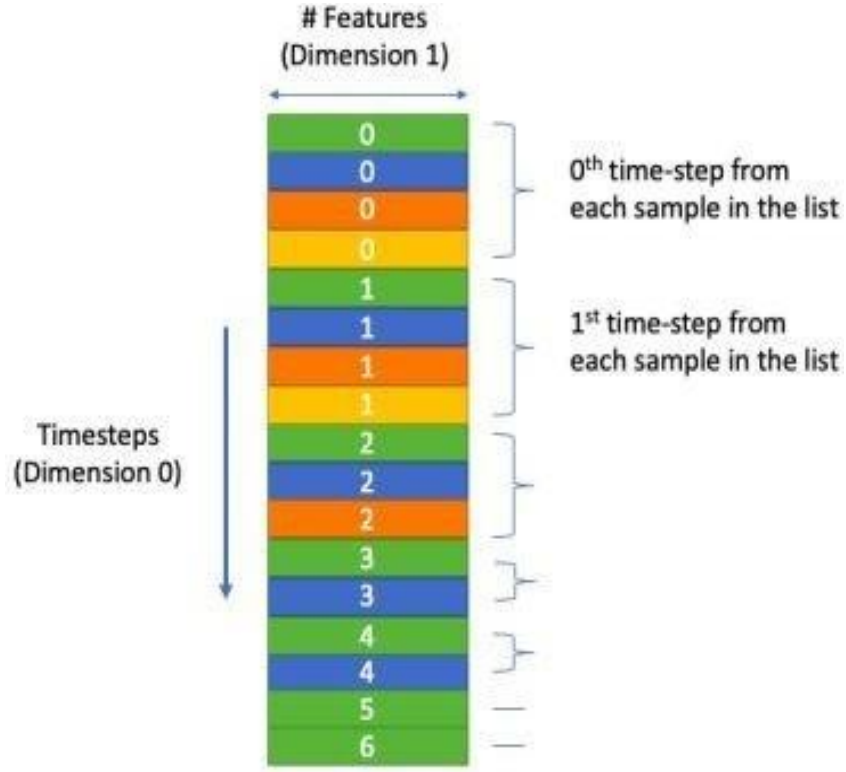 # Features
(Dimension 1)
0
0
0
0
1
1
1
1
2
2
2
3
3
4
4
5
6
0th time-step from
each sample in the list
1st time-step from
each sample in the list
Timesteps
(Dimension 0)